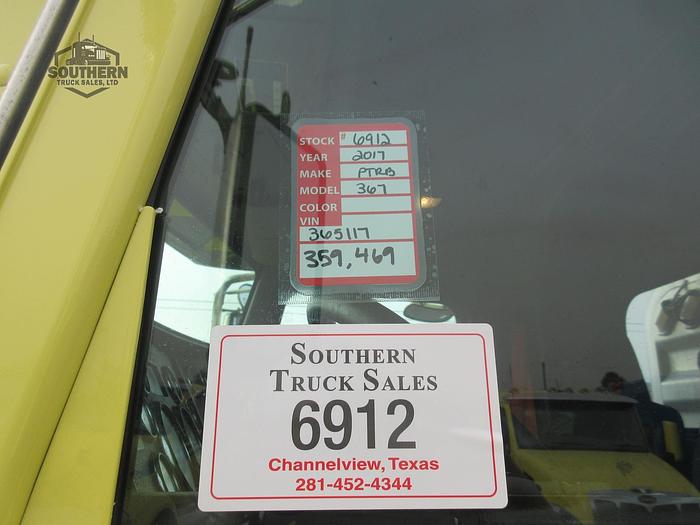 SOUTHERN
TRUCK SALES, LTD
STOCK # 6912
YEAR 2017
MAKE PTRB
MODEL 367
COLOR
VIN
365117
359,469
SOUTHERN
TRUCK SALES
6912
Channelview, Texas
281-452-4344